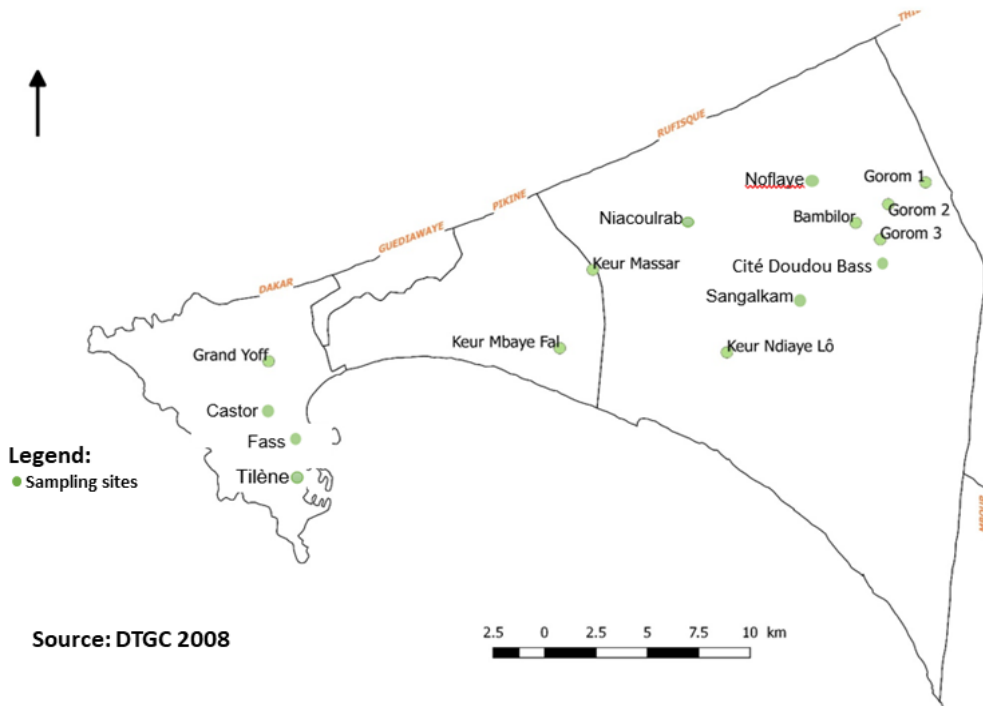 THIE
RUFISQUE
PIKINE
GUEDIAWAYE
DAKAR
Noflaye
Gorom 1
Gorom 2
Niacoulrab
Bambilor
Gorom 3
Keur Massar
Cité Doudou Bass
Sangalkam
Keur Mbaye Fal
Keur Ndiaye Lô
Grand Yoff
Castor
Fass
Tilène
MBOUR
Legend:
Sampling sites
Source: DTGC 2008
2.5 0 2.5 5 7.5 10 km